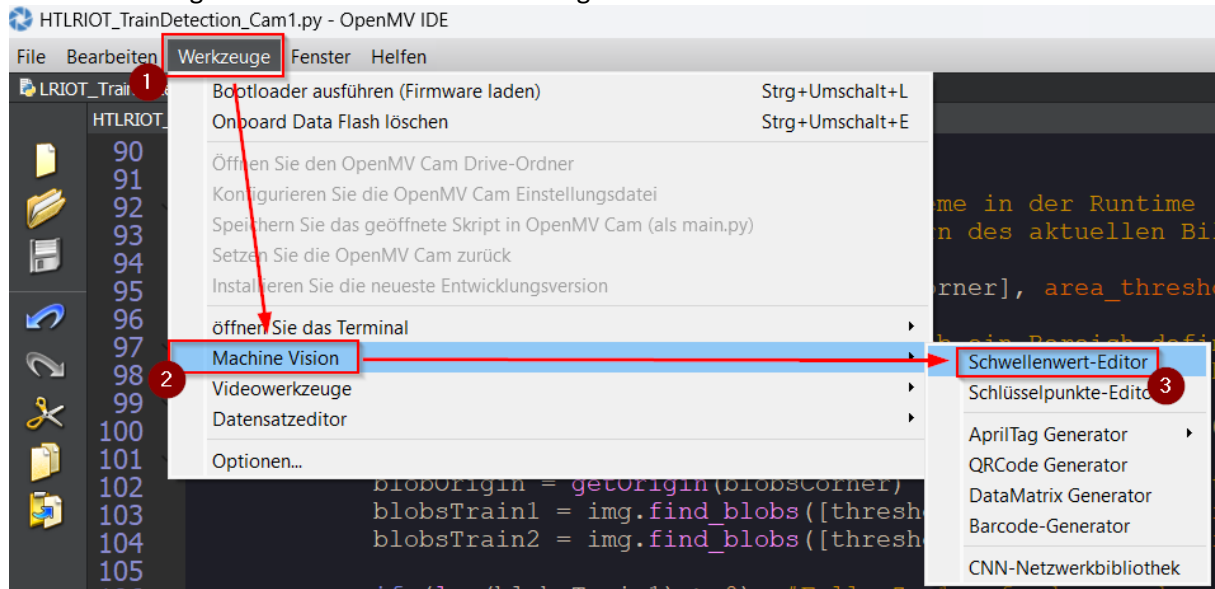 HTLRIOT_TrainDetection_Cam1.py - OpenMV IDE
File Bearbeiten Werkzeuge Fenster Helfen
1
LRIOT_Trai
HTLRIOT_
Bootloader ausführen (Firmware laden) Strg+Umschalt+L
Onboard Data Flash löschen Strg+Umschalt+E
Öffnen Sie den OpenMV Cam Drive-Ordner
Konfigurieren Sie die OpenMV Cam Einstellungsdatei
Speichern Sie das geöffnete Skript in OpenMV Cam (als main.py)
Setzen Sie die OpenMV Cam zurück
Installieren Sie die neueste Entwicklungsversion
öffnen Sie das Terminal
Machine Vision
2
Videowerkzeuge
Datensatzeditor
Optionen...
Schwellenwert-Editor
3
Schlüsselpunkte-Edito
AprilTag Generator
QRCode Generator
DataMatrix Generator
Barcode-Generator
CNN-Netzwerkbibliothek
90
91
92 me in der Runtime
93 n des aktuellen Bi
94
95 rner], area_thresh
96
97
98
99
100
101
102 blobOrigin = getOrigin(blobsCorner)
103 blobsTrain1 = img.find_blobs([thresh
104 blobsTrain2 = img.find_blobs([thresh
105